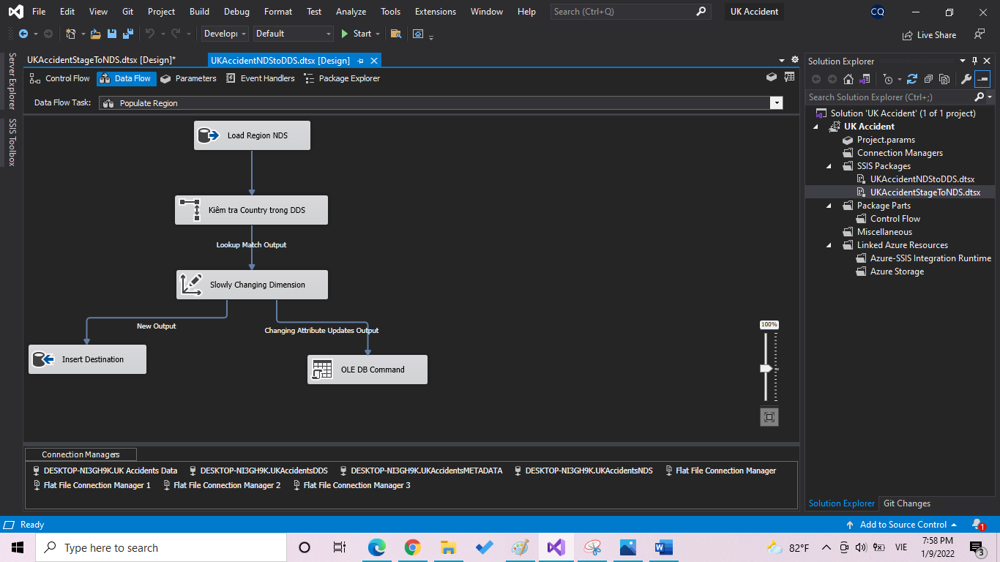 File Edit View Git Project Build Debug Format Test Analyze Tools Extensions Window Help Search (Ctrl+Q) UK Accident CQ
Develop Default Start Live Share
UKAccidentStageToNDS.dtsx [Design]* UKAccidentNDStoDDS.dtsx [Design]
Control Flow Data Flow Parameters Event Handlers Package Explorer
Data Flow Task: Populate Region
Server Explorer
SSIS Toolbox
Load Region NDS
Kiêm tra Country trong DDS
Lookup Match Output
Slowly Changing Dimension
New Output
Changing Attribute Updates Output
Insert Destination
OLE DB Command
100%
Connection Managers
DESKTOP-NI3GH9K.UK Accidents Data DESKTOP-NI3GH9K.UKAccidentsDDS DESKTOP-NI3GH9K.UKAccidentsMETADATA DESKTOP-NI3GH9K.UKAccidentsNDS Flat File Connection Manager
Flat File Connection Manager 1 Flat File Connection Manager 2 Flat File Connection Manager 3
Solution Explorer
Search Solution Explorer (Ctrl+;)
Solution 'UK Accident' (1 of 1 project)
UK Accident
Project.params
Connection Managers
SSIS Packages
UKAccidentNDStoDDS.dtsx
UKAccidentStageToNDS.dtsx
Package Parts
Control Flow
Miscellaneous
Linked Azure Resources
Azure-SSIS Integration Runtime
Azure Storage
Solution Explorer Git Changes
Ready Add to Source Control 1
Type here to search 82°F VIE 7:58 PM
1/9/2022 3